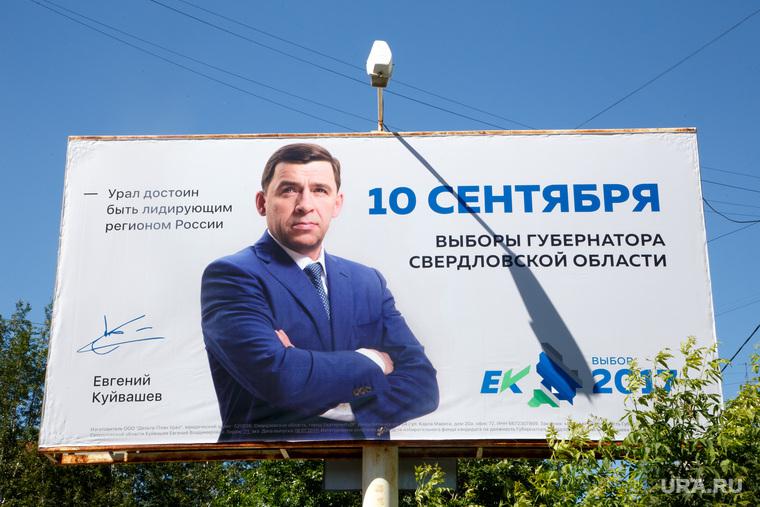 — Урал достоин
быть лидирующим
регионом России
10 СЕНТЯБРЯ
ВЫБОРЫ ГУБЕРНАТОРА
СВЕРДЛОВСКОЙ ОБЛАСТИ
Евгений
Куйвашев
ЕК
ВЫБОР
2017
URA.RU